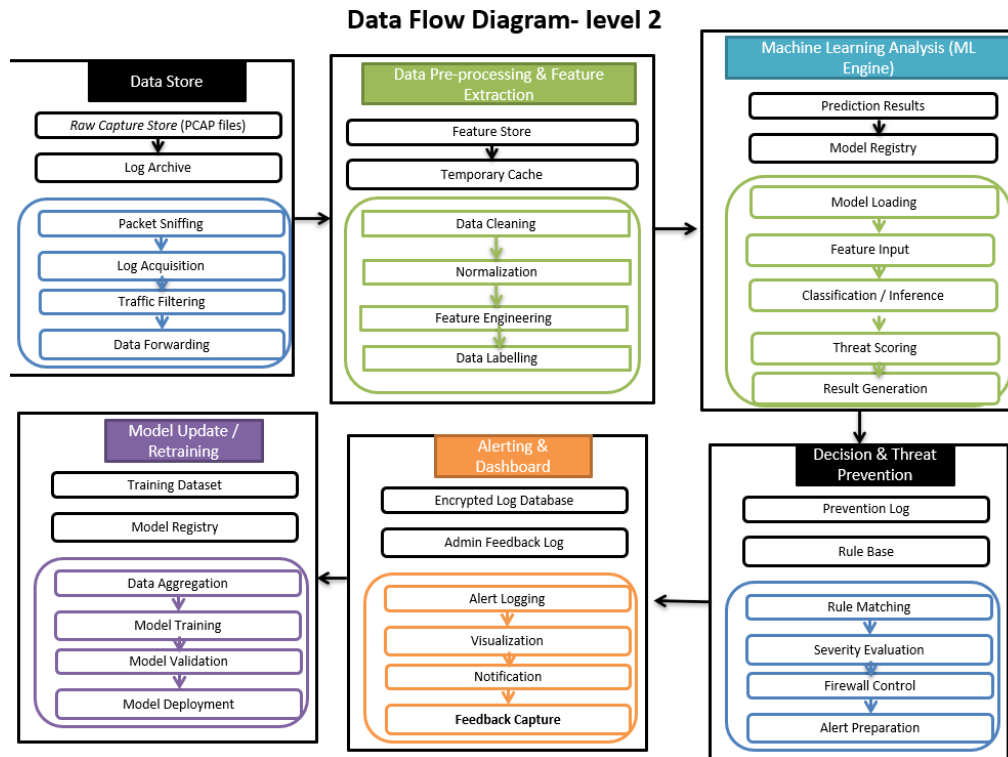 Data Flow Diagram- level 2
Data Store
Raw Capture Store (PCAP files)
Log Archive
Packet Sniffing
Log Acquisition
Traffic Filtering
Data Forwarding
Data Pre-processing & Feature
Extraction
Feature Store
Temporary Cache
Data Cleaning
Normalization
Feature Engineering
Data Labelling
Machine Learning Analysis (ML
Engine)
Prediction Results
Model Registry
Model Loading
Feature Input
Classification / Inference
Threat Scoring
Result Generation
Model Update /
Retraining
Training Dataset
Model Registry
Data Aggregation
Model Training
Model Validation
Model Deployment
Alerting &
Dashboard
Encrypted Log Database
Admin Feedback Log
Alert Logging
Visualization
Notification
Feedback Capture
Decision & Threat
Prevention
Prevention Log
Rule Base
Rule Matching
Severity Evaluation
Firewall Control
Alert Preparation